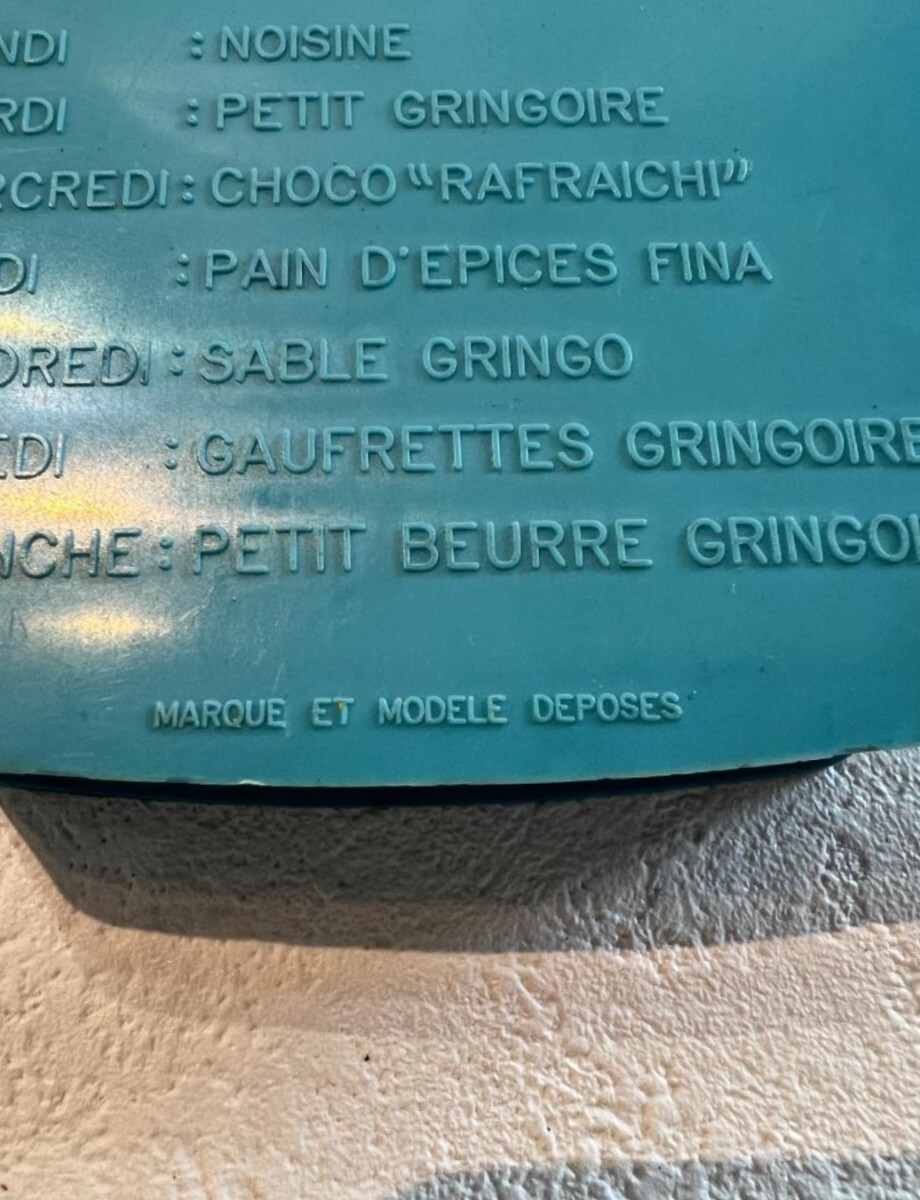 NDI : NOISINE
RDI : PETIT GRINGOIRE
RCREDI : CHOCO "RAFRAICHI"
DI : PAIN D'EPICES FINA
DREDI : SABLE GRINGO
EDI : GAUFRETTES GRINGOIRE
NCHE : PETIT BEURRE GRINGOI
MARQUE ET MODELE DEPOSES